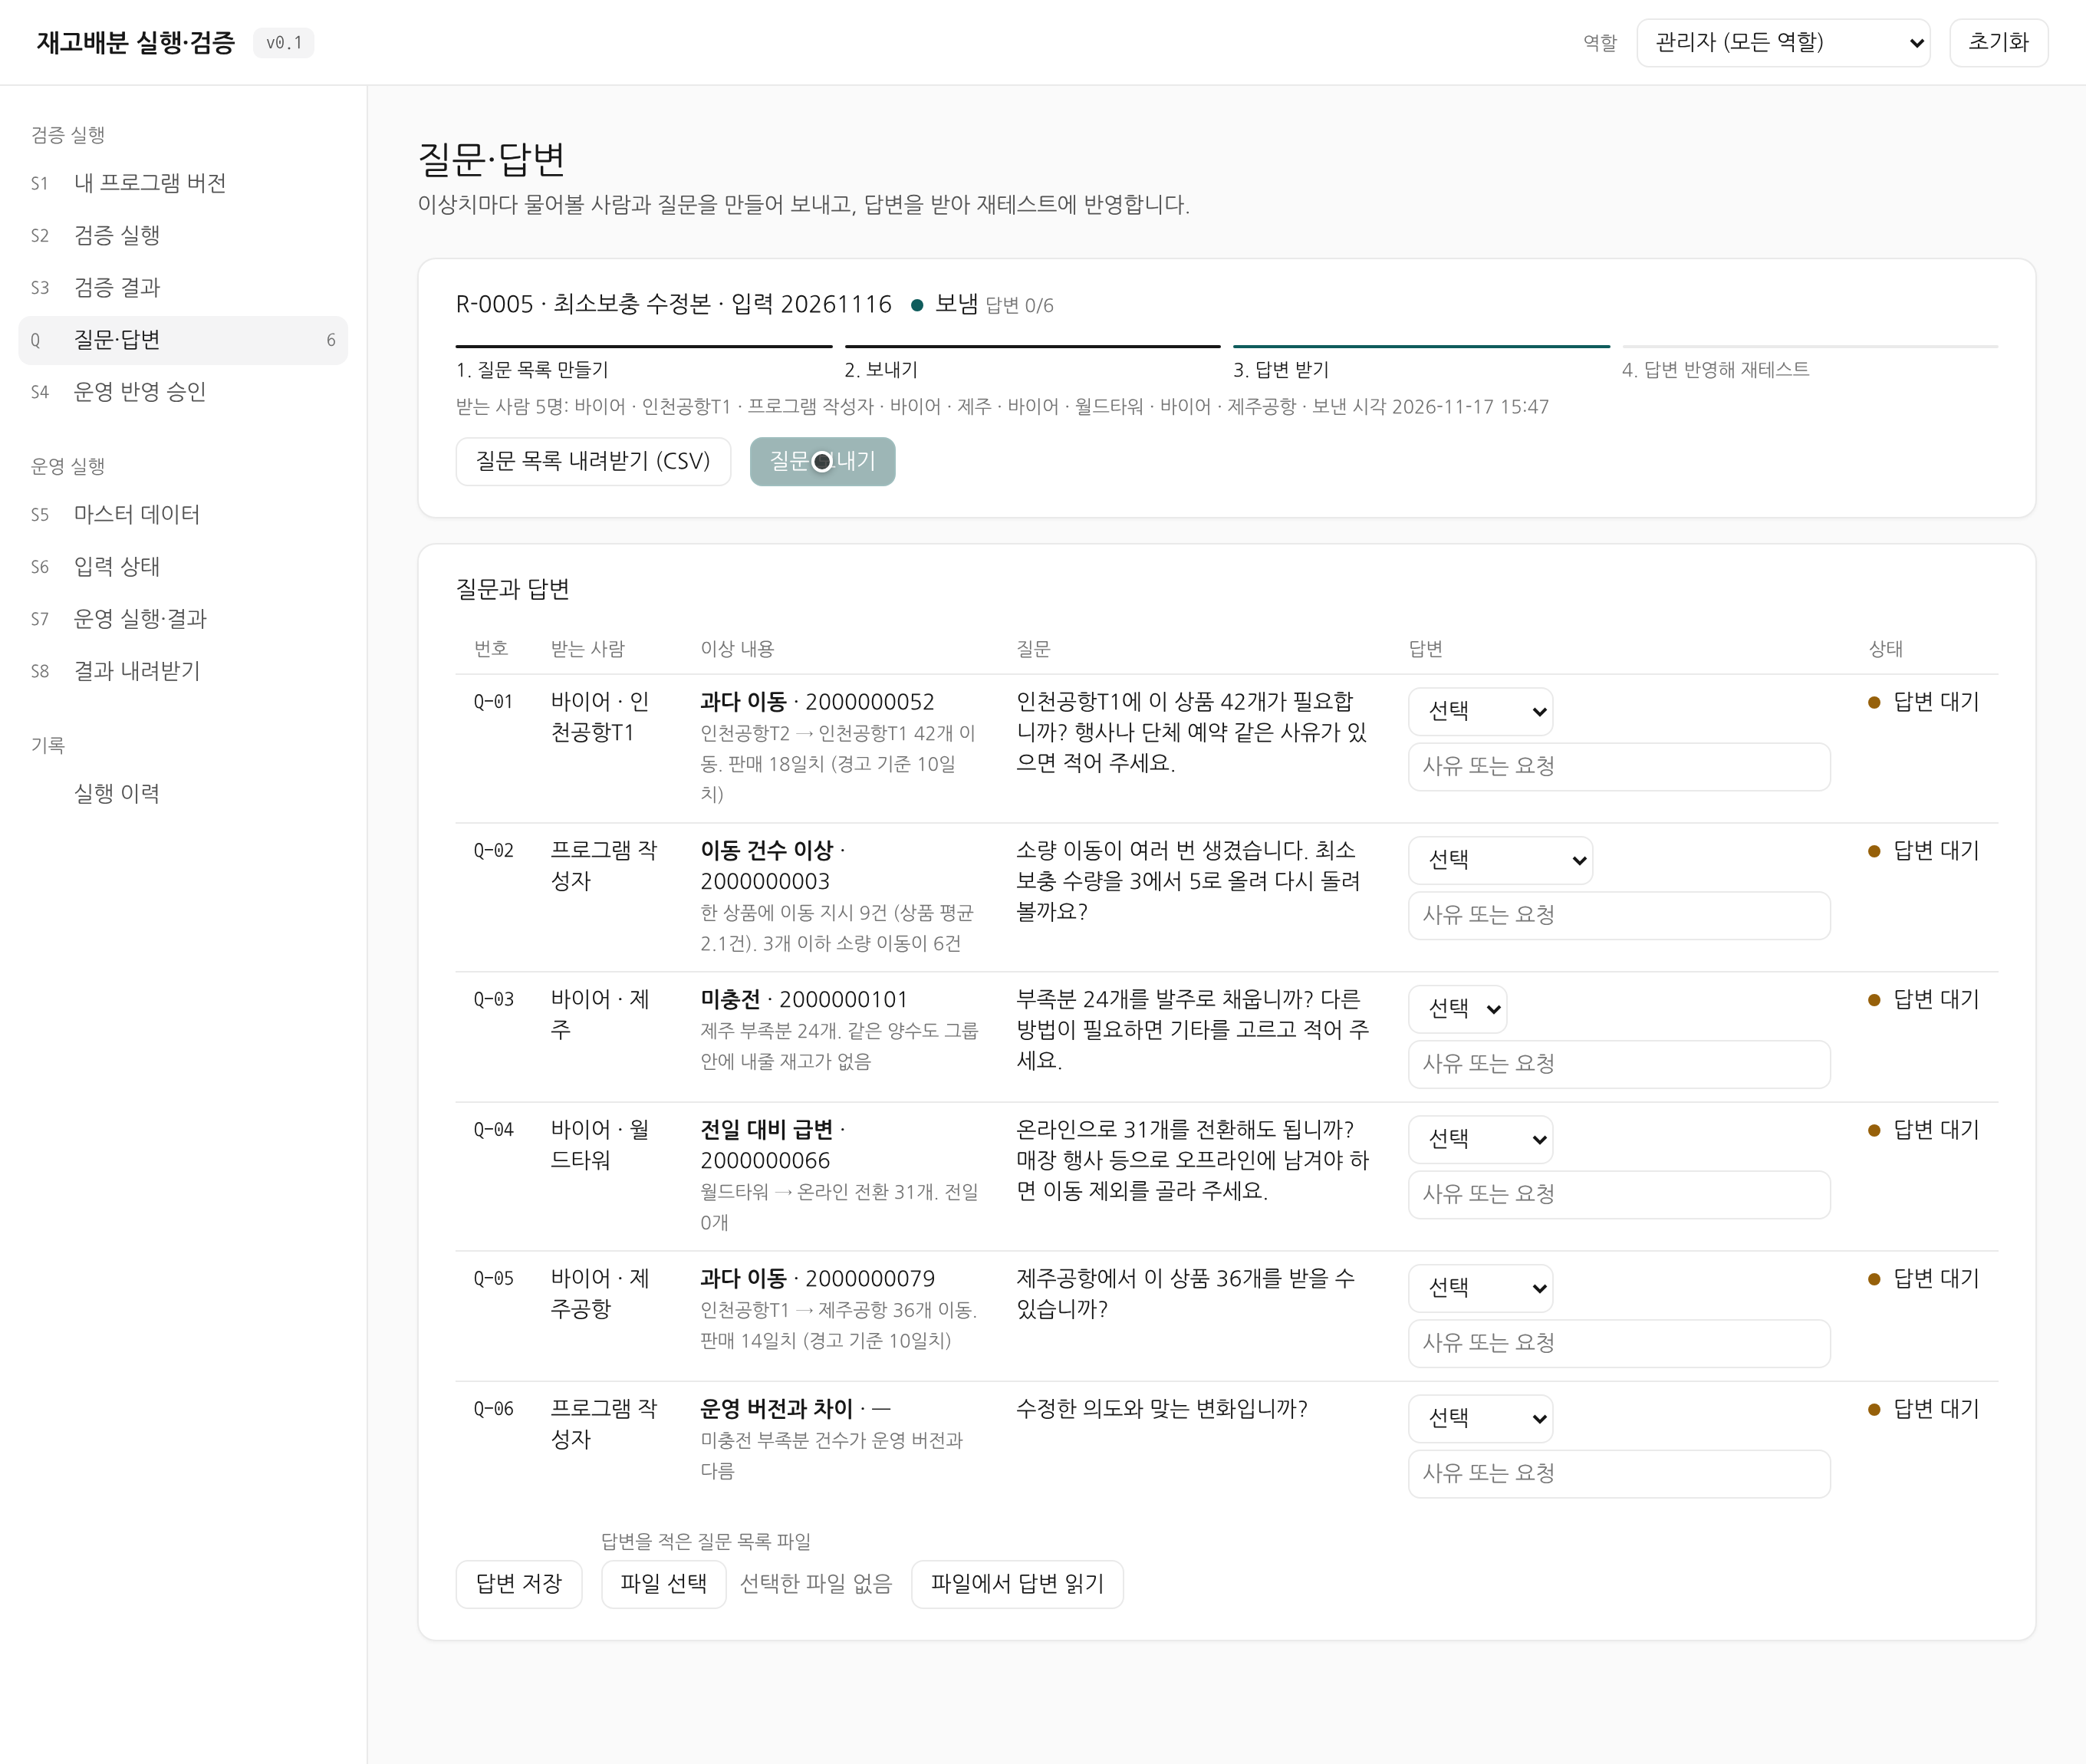 재고배분 실행·검증 v0.1
역할 관리자 (모든 역할) 초기화
검증 실행
S1 내 프로그램 버전
S2 검증 실행
S3 검증 결과
Q 질문·답변 6
S4 운영 반영 승인
운영 실행
S5 마스터 데이터
S6 입력 상태
S7 운영 실행·결과
S8 결과 내려받기
기록
실행 이력
질문·답변
이상치마다 물어볼 사람과 질문을 만들어 보내고, 답변을 받아 재테스트에 반영합니다.
R-0005 · 최소보충 수정본 · 입력 20261116 보냄 답변 0/6
1. 질문 목록 만들기
2. 보내기
3. 답변 받기
4. 답변 반영해 재테스트
받는 사람 5명: 바이어 · 인천공항T1 · 프로그램 작성자 · 바이어 · 제주 · 바이어 · 월드타워 · 바이어 · 제주공항 · 보낸 시각 2026-11-17 15:47
질문 목록 내려받기 (CSV)
질문 내기
질문과 답변
번호 받는 사람 이상 내용 질문 답변 상태
Q-01
바이어 · 인
천공항T1
과다 이동 · 2000000052
인천공항T2 → 인천공항T1 42개 이
동. 판매 18일치 (경고 기준 10일
치)
인천공항T1에 이 상품 42개가 필요합
니까? 행사나 단체 예약 같은 사유가 있
으면 적어 주세요.
선택
사유 또는 요청
답변 대기
Q-02
프로그램 작
성자
이동 건수 이상 ·
2000000003
한 상품에 이동 지시 9건 (상품 평균
2.1건). 3개 이하 소량 이동이 6건
소량 이동이 여러 번 생겼습니다. 최소
보충 수량을 3에서 5로 올려 다시 돌려
볼까요?
선택
사유 또는 요청
답변 대기
Q-03
바이어 · 제
주
미충전 · 2000000101
제주 부족분 24개. 같은 양수도 그룹
안에 내줄 재고가 없음
부족분 24개를 발주로 채웁니까? 다른
방법이 필요하면 기타를 고르고 적어 주
세요.
선택
사유 또는 요청
답변 대기
Q-04
바이어 · 월
드타워
전일 대비 급변 ·
2000000066
월드타워 → 온라인 전환 31개. 전일
0개
온라인으로 31개를 전환해도 됩니까?
매장 행사 등으로 오프라인에 남겨야 하
면 이동 제외를 골라 주세요.
선택
사유 또는 요청
답변 대기
Q-05
바이어 · 제
주공항
과다 이동 · 2000000079
인천공항T1 → 제주공항 36개 이동.
판매 14일치 (경고 기준 10일치)
제주공항에서 이 상품 36개를 받을 수
있습니까?
선택
사유 또는 요청
답변 대기
Q-06
프로그램 작
성자
운영 버전과 차이 · —
미충전 부족분 건수가 운영 버전과
다름
수정한 의도와 맞는 변화입니까?
선택
사유 또는 요청
답변 대기
답변을 적은 질문 목록 파일
답변 저장 파일 선택 선택한 파일 없음 파일에서 답변 읽기